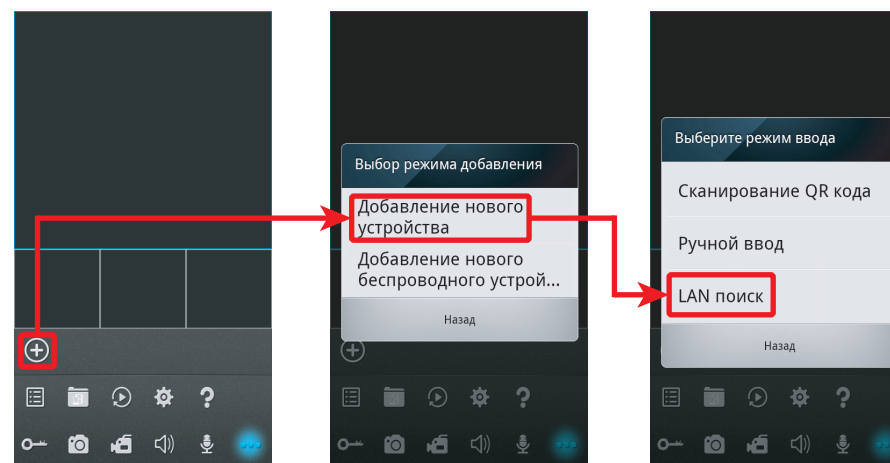 Выбор режима добавления
Добавление нового
устройства
Добавление нового
беспроводного устрой...
Назад
Выберите режим ввода
Сканирование QR кода
Ручной ввод
LAN поиск
Назад